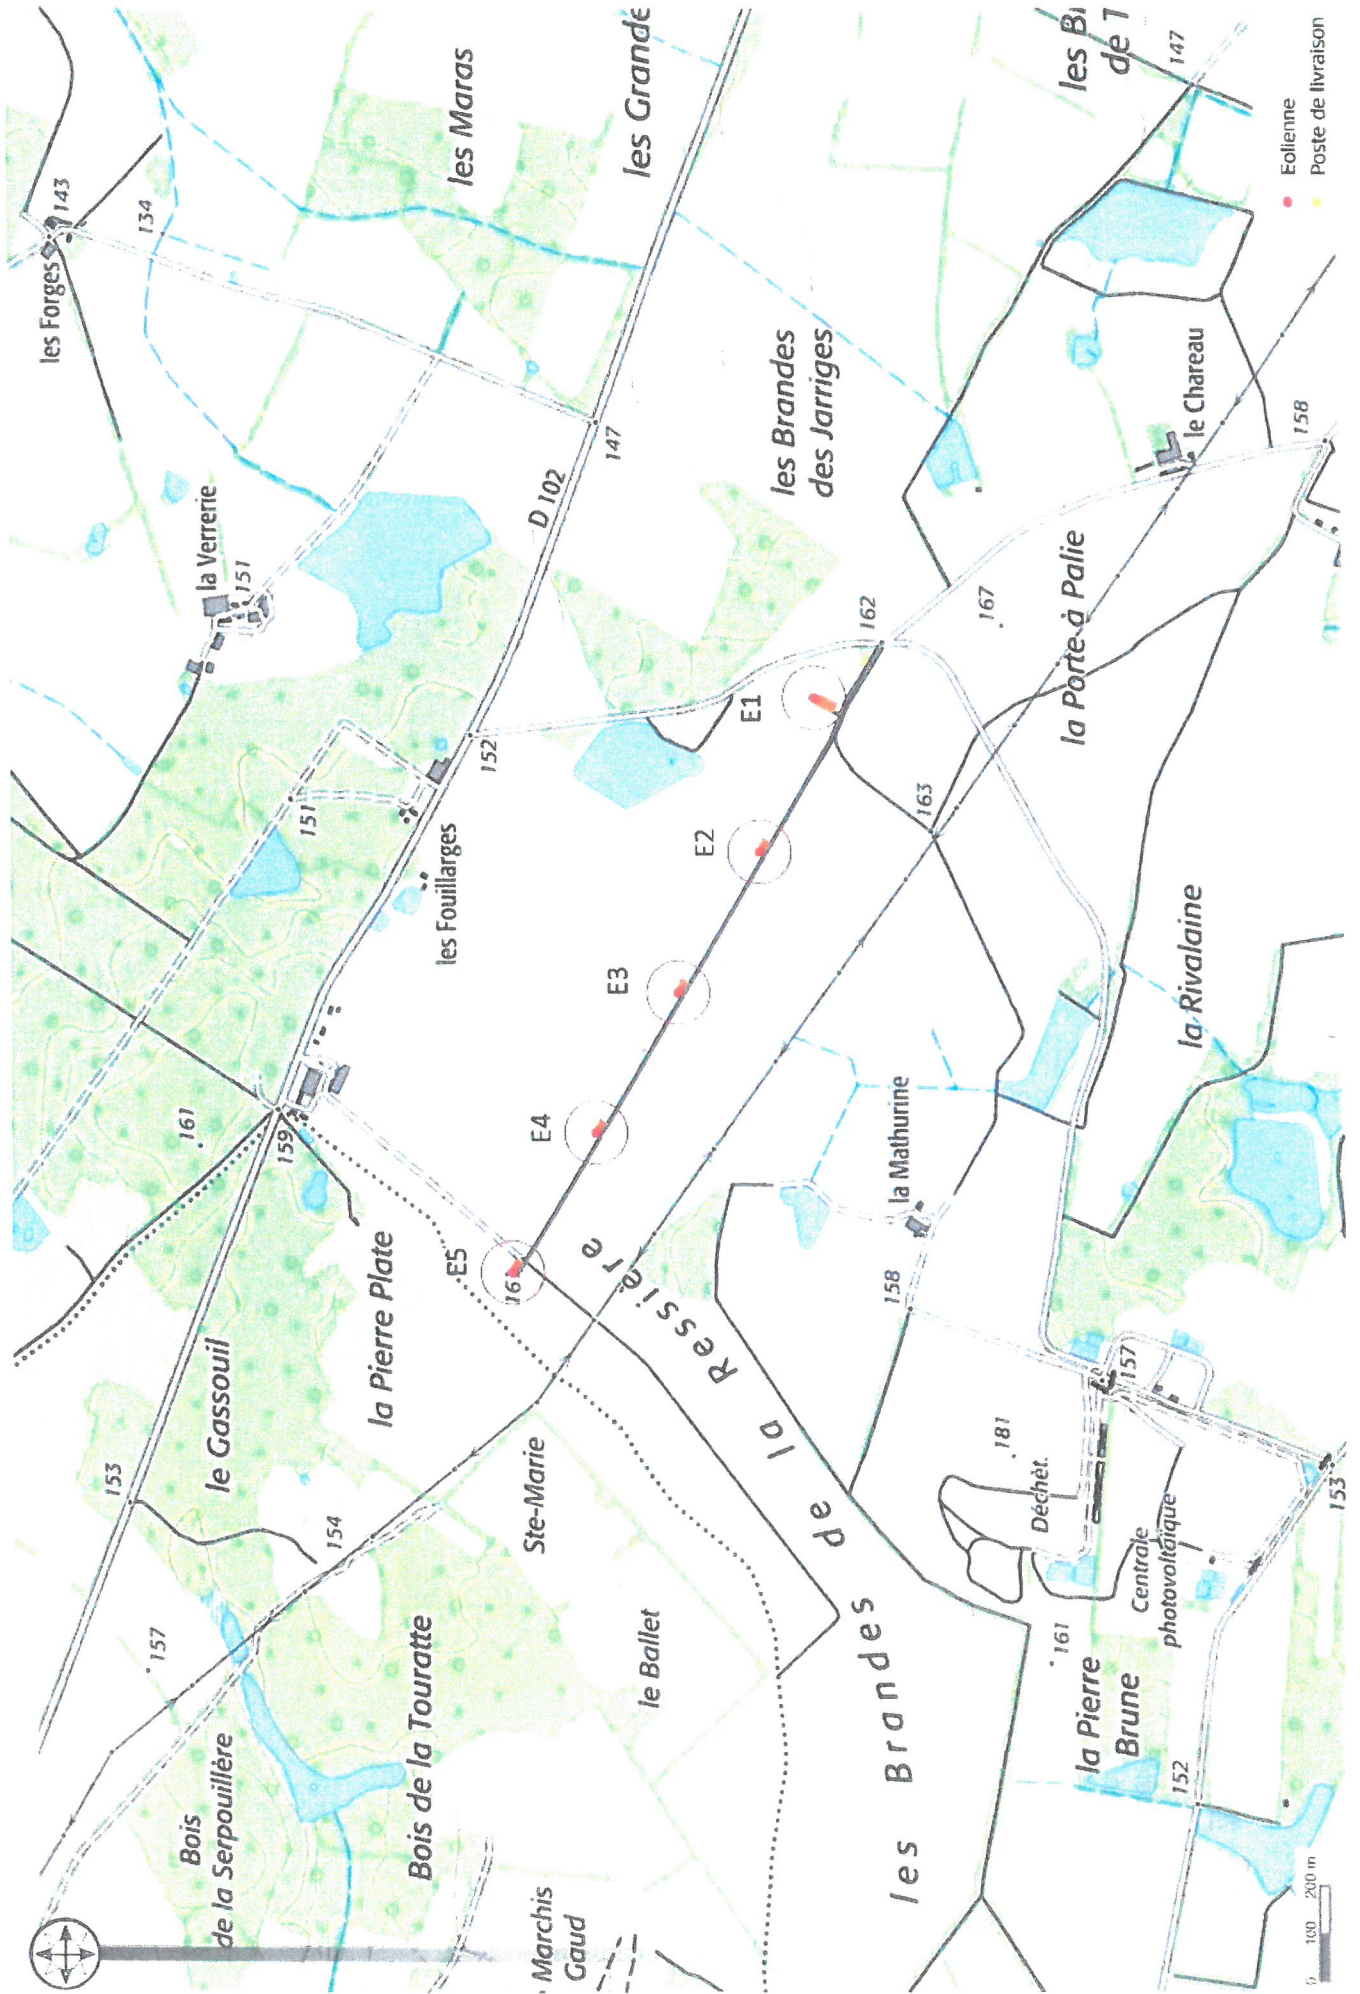 les Forges
143
153
134
157
Bois
de la Serpouillère
161
la Verrerie
le Gassouil
151
159
151
154
la Pierre Plate
Bois de la Touratte
les Fouillarges
E5
les Maras
152
16
Ste-Marie
D 102
E4
Marchis
Gaud
147
E3
les Grande
le Ballet
E2
E1
les Brandes
des Jarriges
162
les Brandes de la Ressière
la Mathurine
158
163
167
181
Déchèt.
la Porte à Palie
161
les B
de T
147
la Pierre
Brune
157
Centrale
photovoltaïque
152
la Rivalaine
le Chareau
158
153
Eolienne
Poste de livraison
0 100 200 m